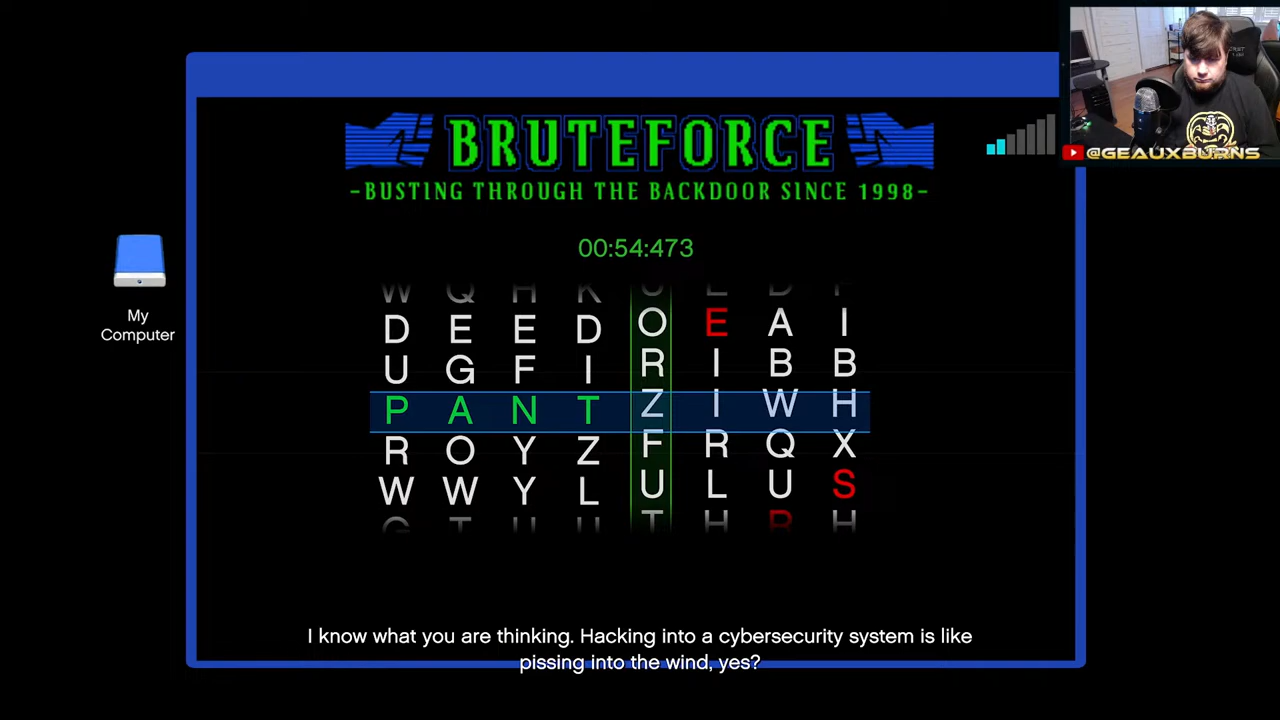 @GEAUXBURNS
BRUTEFORCE
-BUSTING THROUGH THE BACKDOOR SINCE 1998-
00:54:473
W Q H K
D E E D O E A I
U G F I R I B B
P A N T Z I W H
R O Y Z F R Q X
W W Y L U L U S
My
Computer
I know what you are thinking. Hacking into a cybersecurity system is like
pissing into the wind, yes?